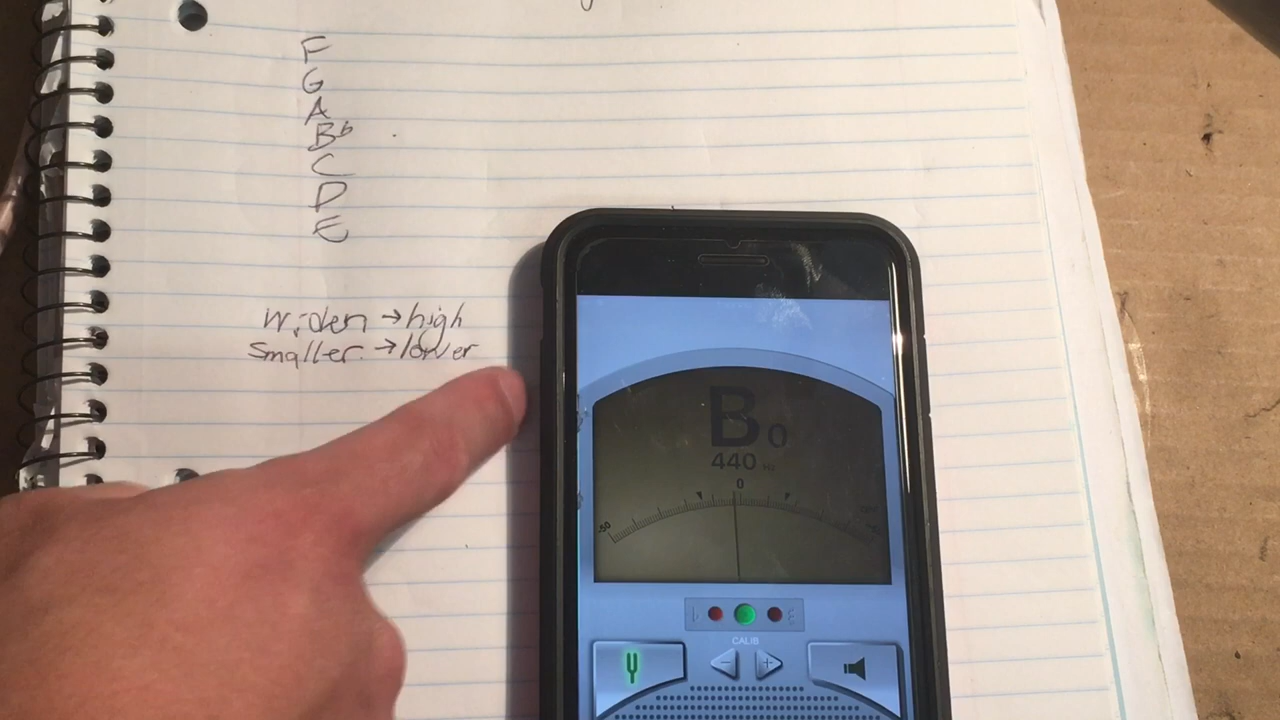 F
G
A
Bb
C
D
E
widen → high
smaller → lower
B0
440 Hz
0
-50
CALIB
- +